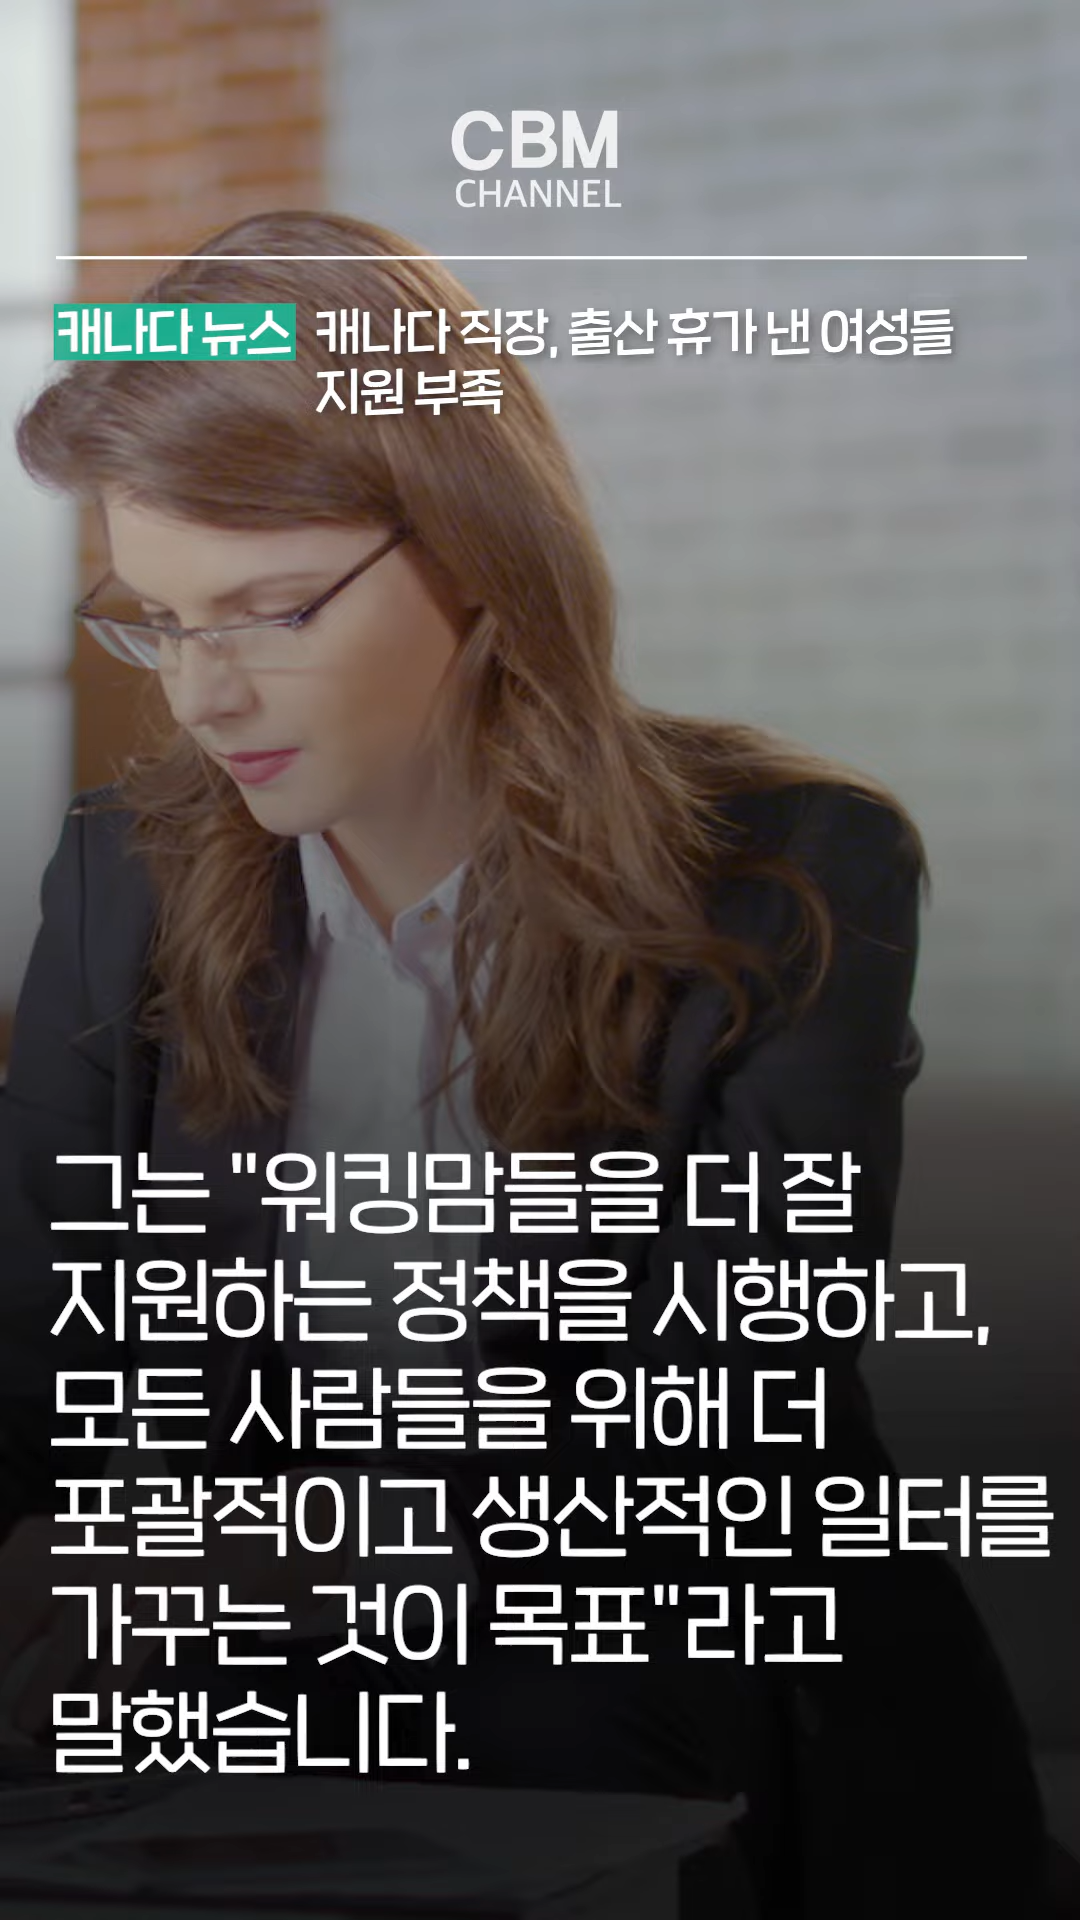 CBM
CHANNEL
캐나다 뉴스 캐나다 직장, 출산 휴가 낸 여성들
지원 부족
그는 "워킹맘들을 더 잘
지원하는 정책을 시행하고,
모든 사람들을 위해 더
포괄적이고 생산적인 일터를
가꾸는 것이 목표"라고
말했습니다.